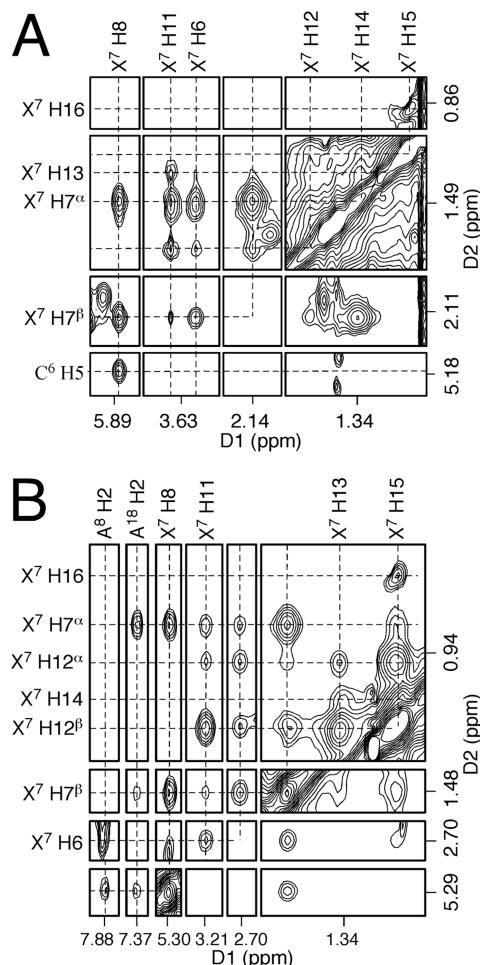 A
X⁷ H8 X⁷ H11 X⁷ H6 X⁷ H12 X⁷ H14 X⁷ H15
X⁷ H16
0.86
X⁷ H13
X⁷ H7ᵅ
1.49
D2 (ppm)
X⁷ H7ᵝ
2.11
C⁶ H5
5.18
5.89 3.63 2.14 1.34
D1 (ppm)
B
A⁸ H2 A¹⁸ H2 X⁷ H8 X⁷ H11 X⁷ H13 X⁷ H15
X⁷ H16
X⁷ H7ᵅ
X⁷ H12ᵅ
0.94
X⁷ H14
X⁷ H12ᵝ
D2 (ppm)
X⁷ H7ᵝ
1.48
X⁷ H6
2.70
5.29
7.88 7.37 5.30 3.21 2.70 1.34
D1 (ppm)